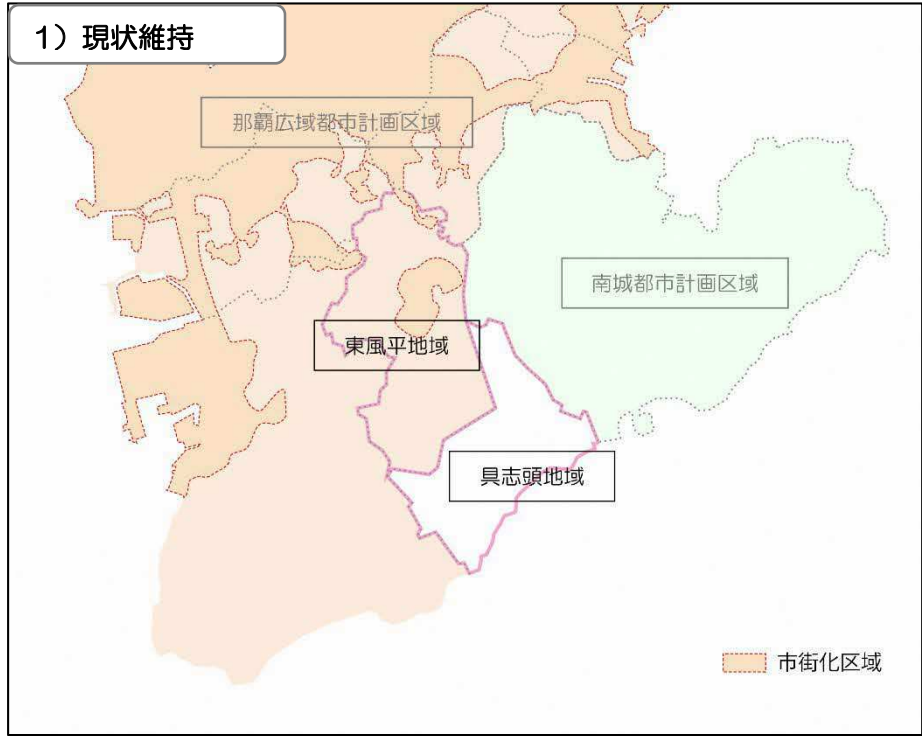 1）現状維持
那覇広域都市計画区域
南城都市計画区域
東風平地域
具志頭地域
市街化区域